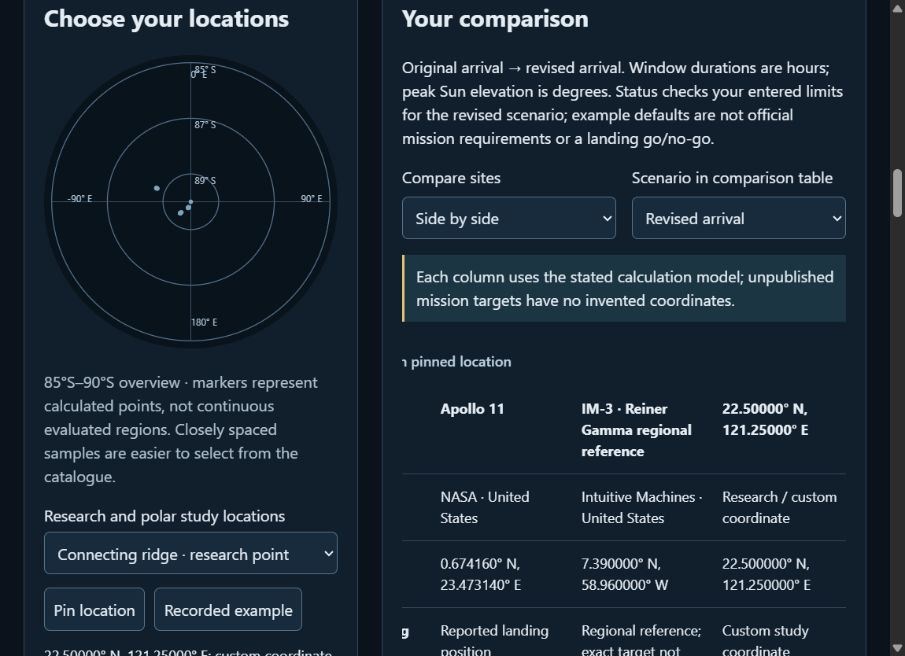 Choose your locations
85° S
0° E
87° S
89° S
-90° E
90° E
180° E
85°S–90°S overview · markers represent
calculated points, not continuous
evaluated regions. Closely spaced
samples are easier to select from the
catalogue.
Research and polar study locations
Connecting ridge · research point
Pin location
Recorded example
22.50000° N, 121.25000° E: custom coordinate
Your comparison
Original arrival → revised arrival. Window durations are hours;
peak Sun elevation is degrees. Status checks your entered limits
for the revised scenario; example defaults are not official
mission requirements or a landing go/no-go.
Compare sites
Scenario in comparison table
Side by side
Revised arrival
Each column uses the stated calculation model; unpublished
mission targets have no invented coordinates.
pinned location
Apollo 11
IM-3 · Reiner
Gamma regional
reference
22.50000° N,
121.25000° E
NASA · United
States
Intuitive Machines ·
United States
Research / custom
coordinate
0.674160° N,
23.473140° E
7.390000° N,
58.960000° W
22.500000° N,
121.250000° E
g
Reported landing
position
Regional reference;
exact target not
Custom study
coordinate